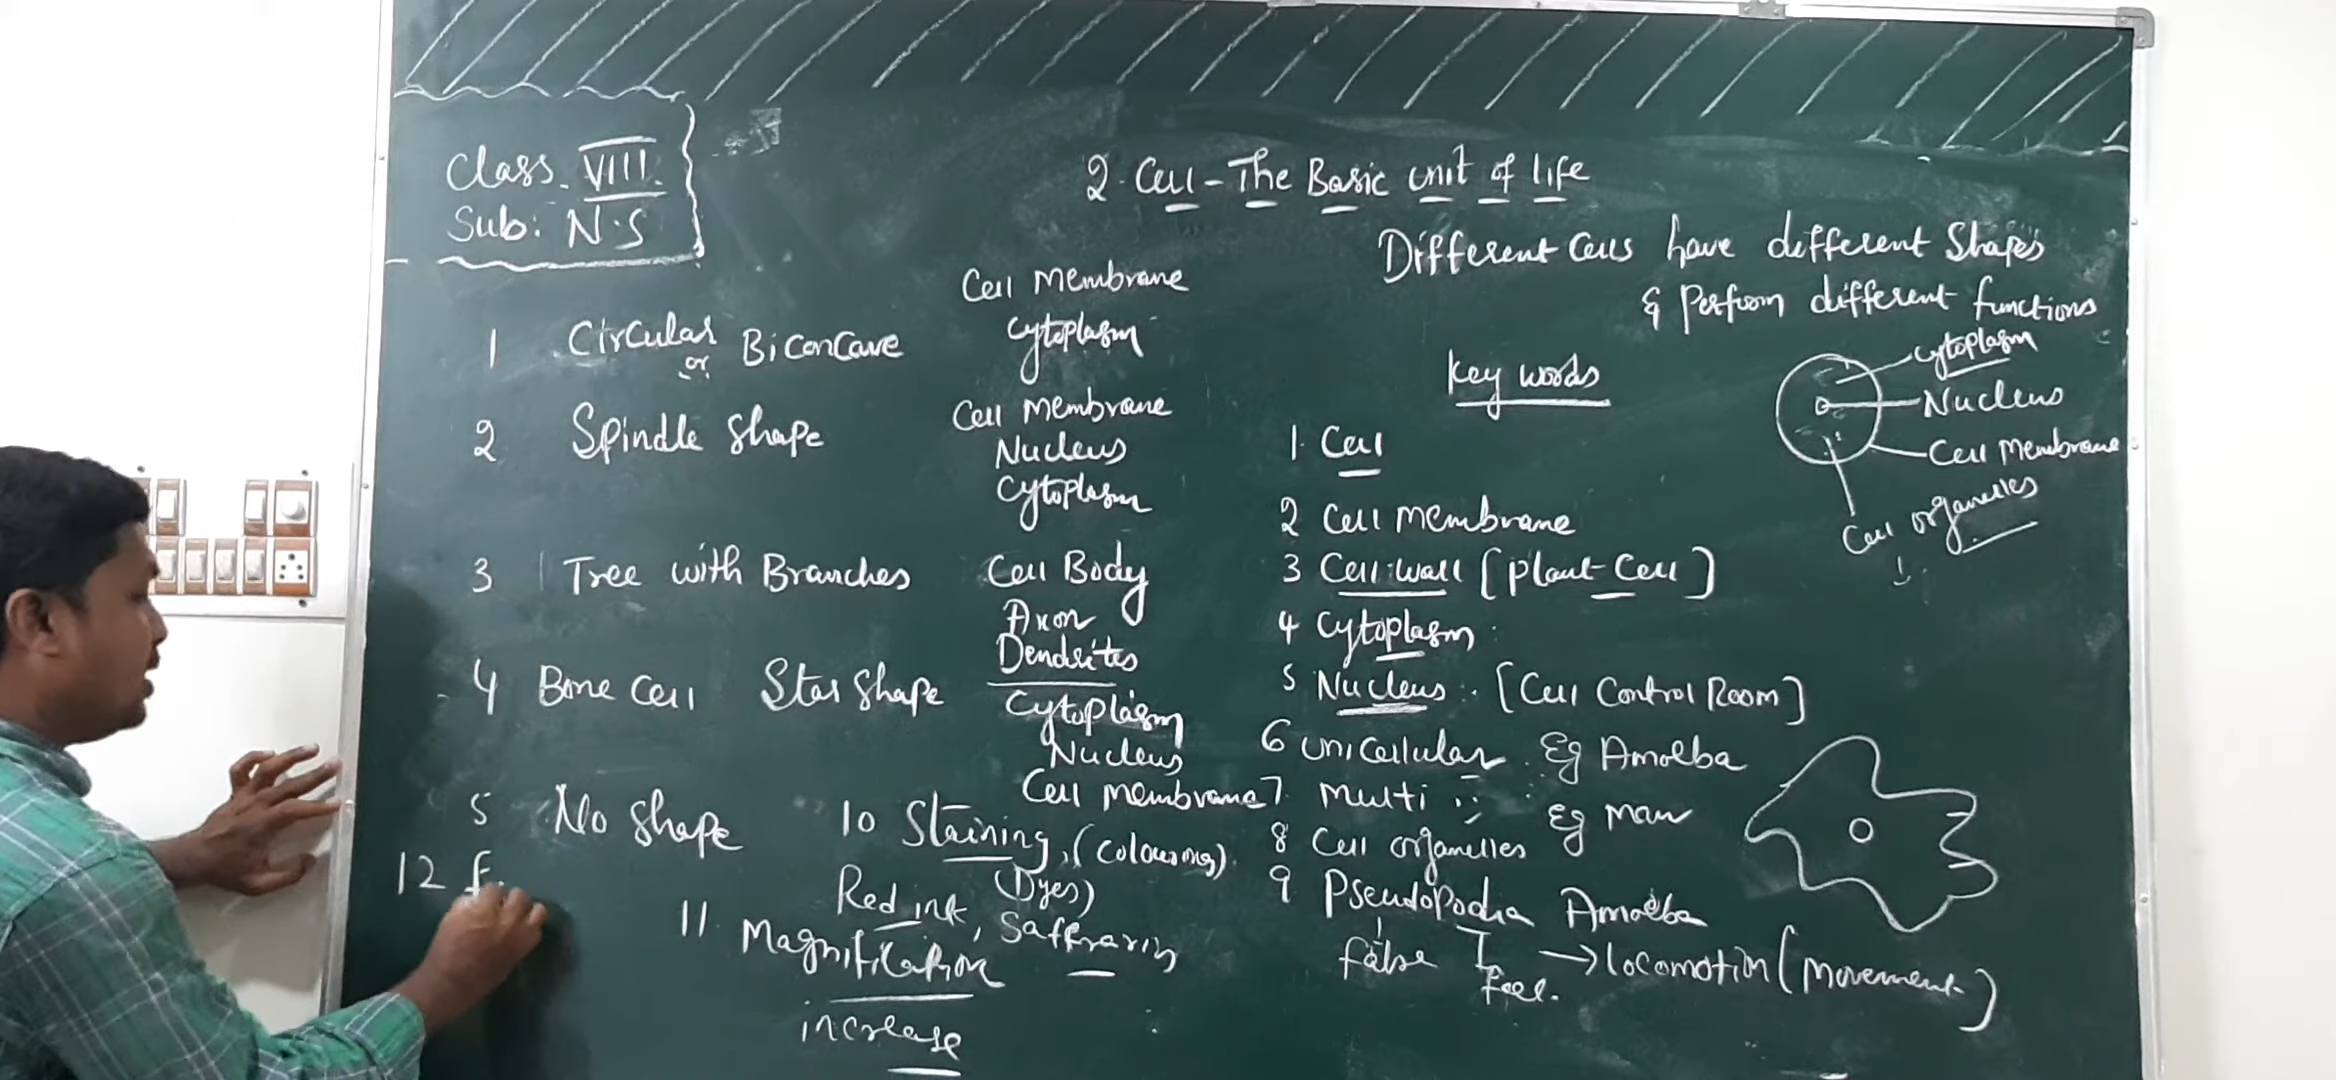 Class VIII
Sub: N.S
2. Cell - The Basic unit of life
Different cells have different shapes
& perform different functions
1 Circular or Biconcave
Cell Membrane
Cytoplasm
2 Spindle shape
Cell Membrane
Nucleus
Cytoplasm
3 Tree with Branches
Cell Body
Axon
Dendrites
4 Bone cell Star shape
Cytoplasm
Nucleus
Cell membrane
5 No shape
Key words
1. Cell
2 Cell membrane
3 Cell wall [plant cell]
4 Cytoplasm
5 Nucleus. [Cell Control Room]
6 unicellular. Eg Amoeba
7. multi ,, Eg man
8 Cell organelles
9 Pseudopodia Amoeba
false feel. → locomotion (movement)
10 Staining, (colouring)
(Dyes)
Red ink, Saffranin
11. Magnification
increase
12 f
Cytoplasm
Nucleus
Cell Membrane
Cell organelles